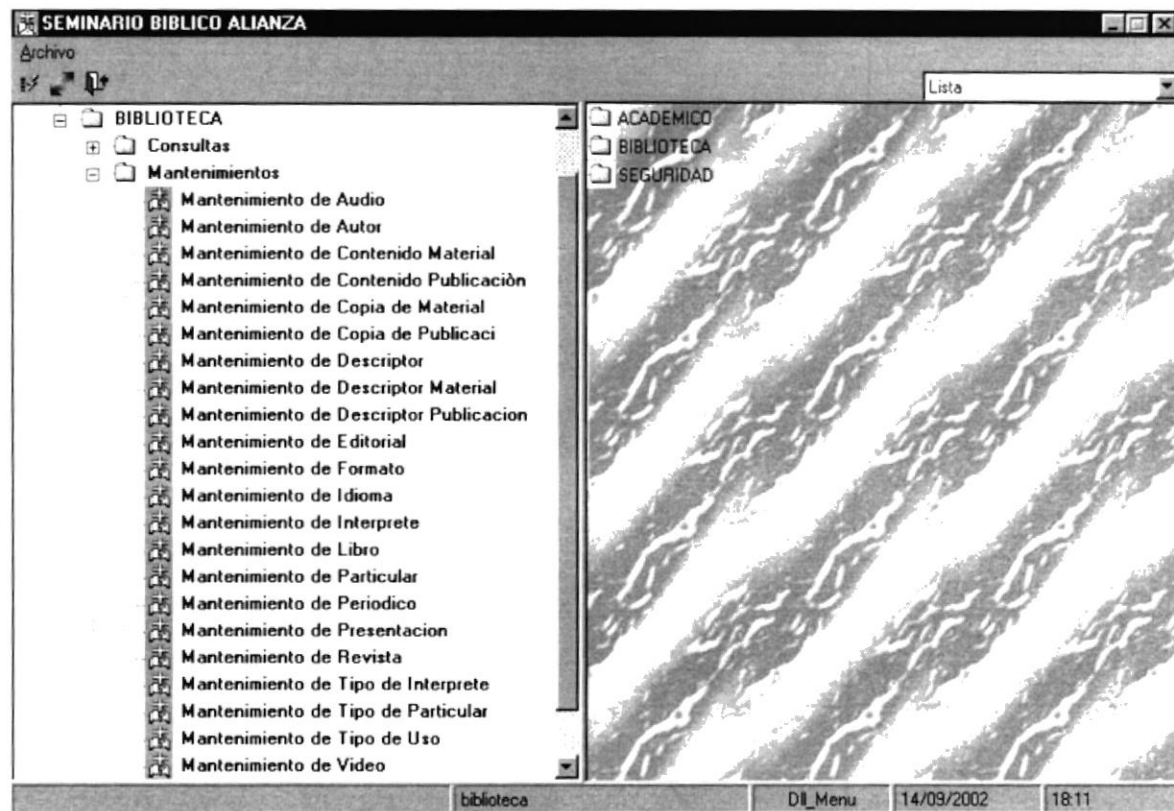 SEMINARIO BIBLICO ALIANZA
Archivo
Lista
BIBLIOTECA
Consultas
Mantenimientos
Mantenimiento de Audio
Mantenimiento de Autor
Mantenimiento de Contenido Material
Mantenimiento de Contenido Publicaciòn
Mantenimiento de Copia de Material
Mantenimiento de Copia de Publicaci
Mantenimiento de Descriptor
Mantenimiento de Descriptor Material
Mantenimiento de Descriptor Publicacion
Mantenimiento de Editorial
Mantenimiento de Formato
Mantenimiento de Idioma
Mantenimiento de Interprete
Mantenimiento de Libro
Mantenimiento de Particular
Mantenimiento de Periodico
Mantenimiento de Presentacion
Mantenimiento de Revista
Mantenimiento de Tipo de Interprete
Mantenimiento de Tipo de Particular
Mantenimiento de Tipo de Uso
Mantenimiento de Video
ACADEMICO
BIBLIOTECA
SEGURIDAD
biblioteca Dll_Menu 14/09/2002 18:11